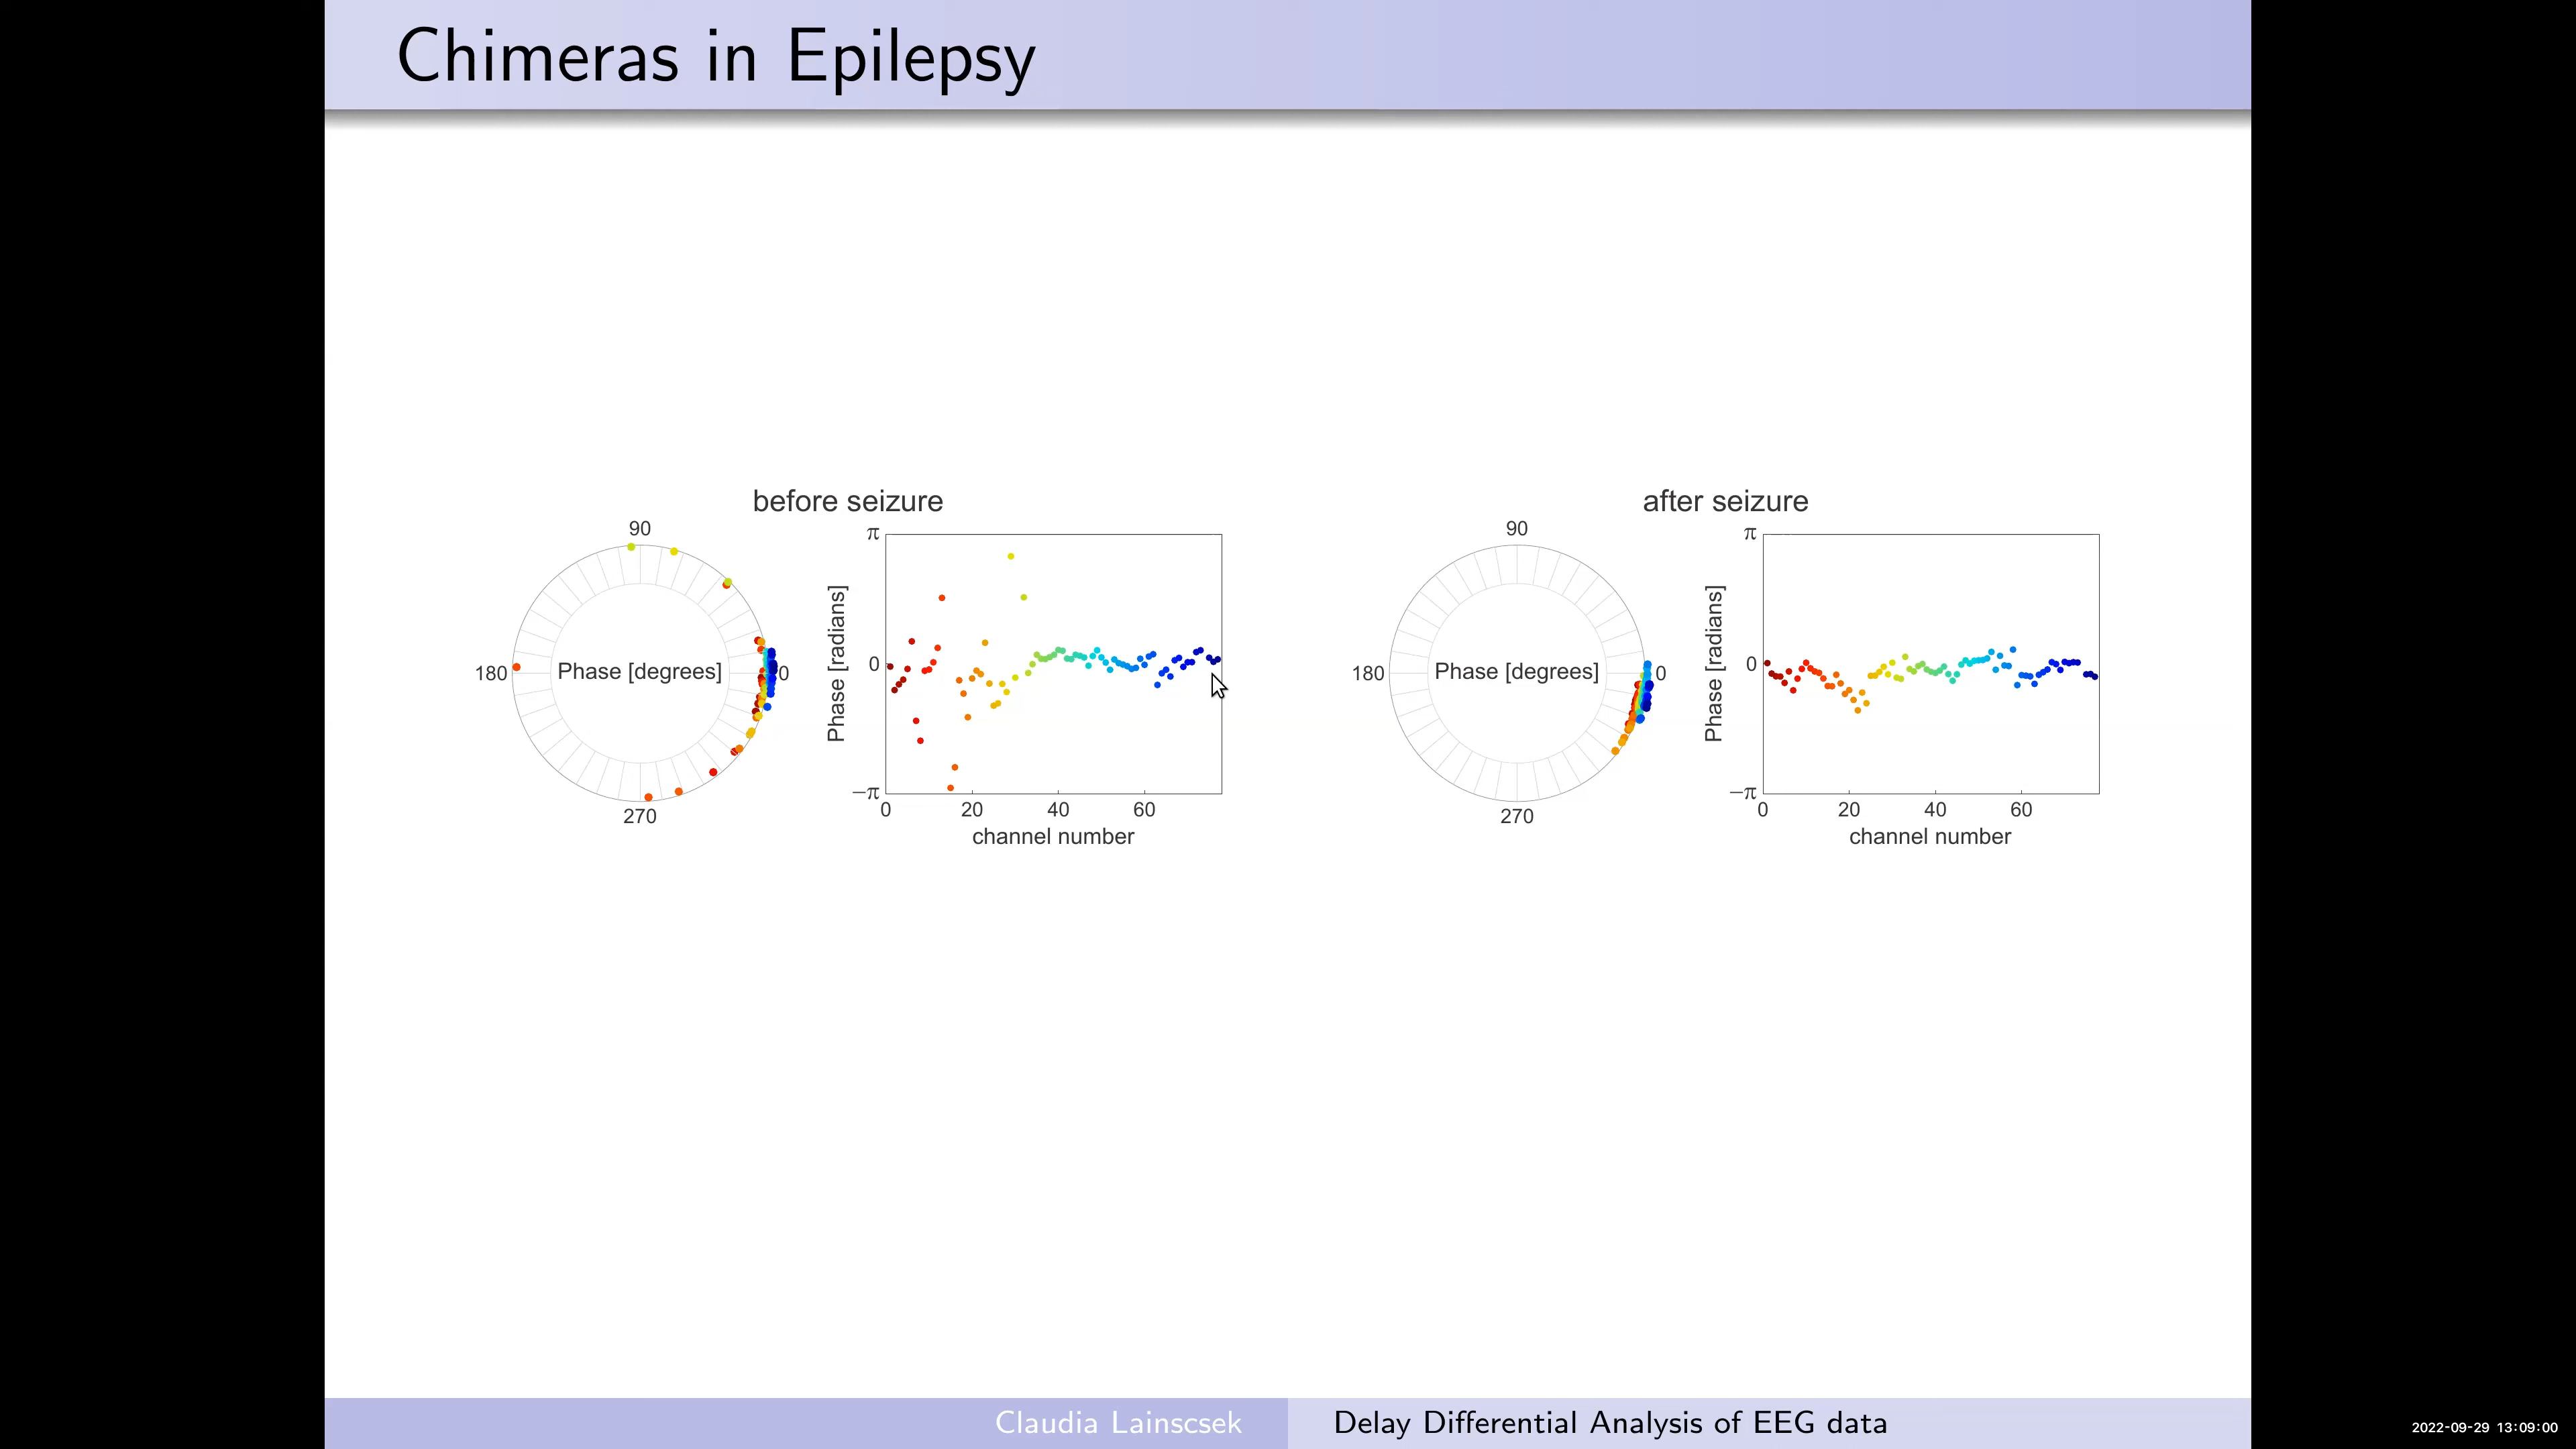 Chimeras in Epilepsy
before seizure
90
180
Phase [degrees]
0
270
Phase [radians]
π
0
−π
0 20 40 60
channel number
after seizure
90
180
Phase [degrees]
0
270
Phase [radians]
π
0
−π
0 20 40 60
channel number
Claudia Lainscsek
Delay Differential Analysis of EEG data
2022-09-29 13:09:00